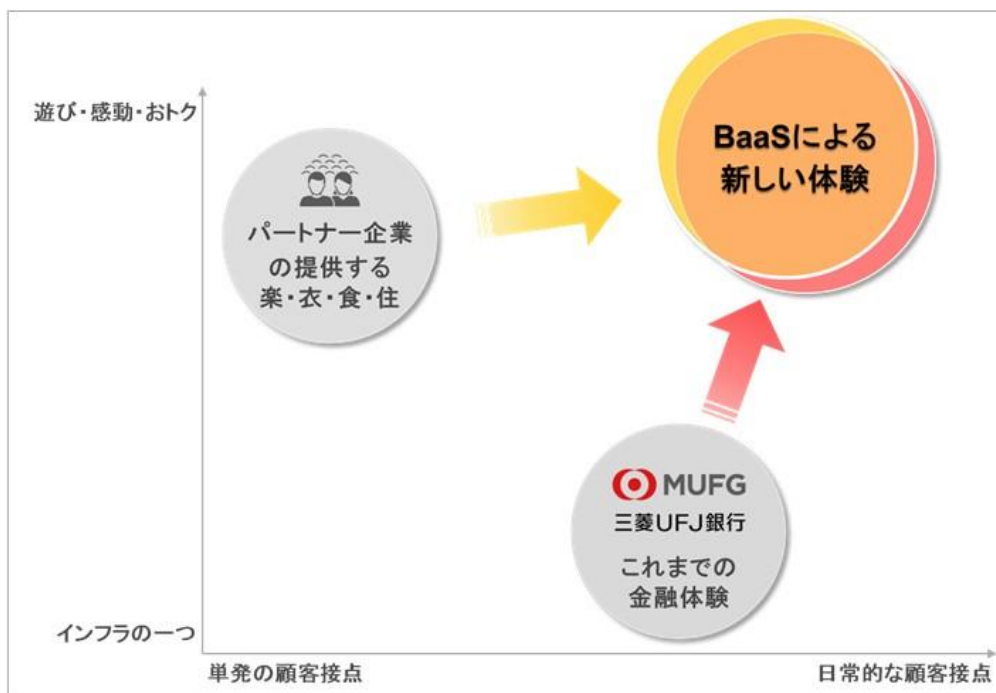 遊び・感動・おトク
BaaSによる
新しい体験
パートナー企業
の提供する
楽・衣・食・住
MUFG
三菱UFJ銀行
これまでの
金融体験
インフラの一つ
単発の顧客接点
日常的な顧客接点